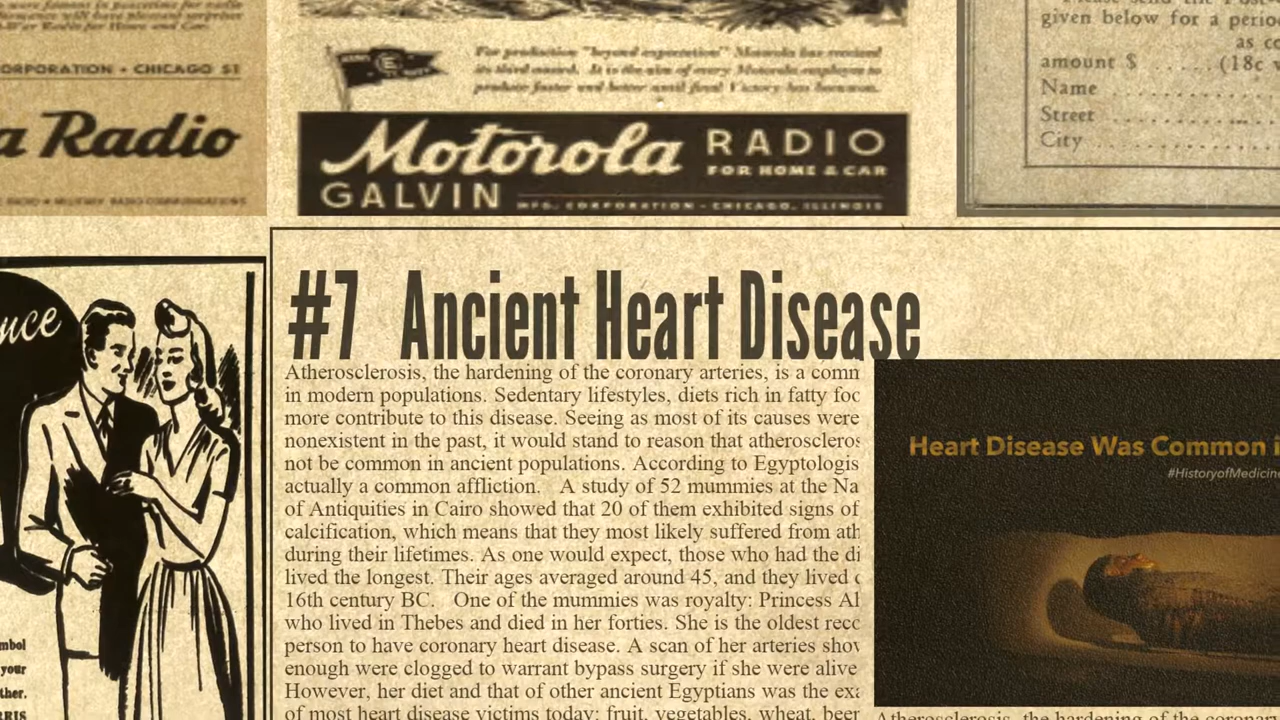 ORPORATION • CHICAGO 51
a Radio
For production "beyond expectation" Motorola has received
its third award. It is the aim of every Motorola employee to
produce faster and better until final Victory has been won.
Motorola RADIO
FOR HOME & CAR
GALVIN MFG. CORPORATION • CHICAGO, ILLINOIS
given below for a perio
as co
amount $ ..... (18c w
Name
Street
City
nce
mbol
your
ther.
RRIS
#7 Ancient Heart Disease
Atherosclerosis, the hardening of the coronary arteries, is a comn
in modern populations. Sedentary lifestyles, diets rich in fatty foc
more contribute to this disease. Seeing as most of its causes were
nonexistent in the past, it would stand to reason that atheroscleros
not be common in ancient populations. According to Egyptologis
actually a common affliction. A study of 52 mummies at the Na
of Antiquities in Cairo showed that 20 of them exhibited signs of
calcification, which means that they most likely suffered from ath
during their lifetimes. As one would expect, those who had the di
lived the longest. Their ages averaged around 45, and they lived
16th century BC. One of the mummies was royalty: Princess Al
who lived in Thebes and died in her forties. She is the oldest reco
person to have coronary heart disease. A scan of her arteries shov
enough were clogged to warrant bypass surgery if she were alive
However, her diet and that of other ancient Egyptians was the exa
of most heart disease victims today: fruit, vegetables, wheat, beer
Heart Disease Was Common i
#HistoryofMedicine
Atherosclerosis, the hardening of the coronar